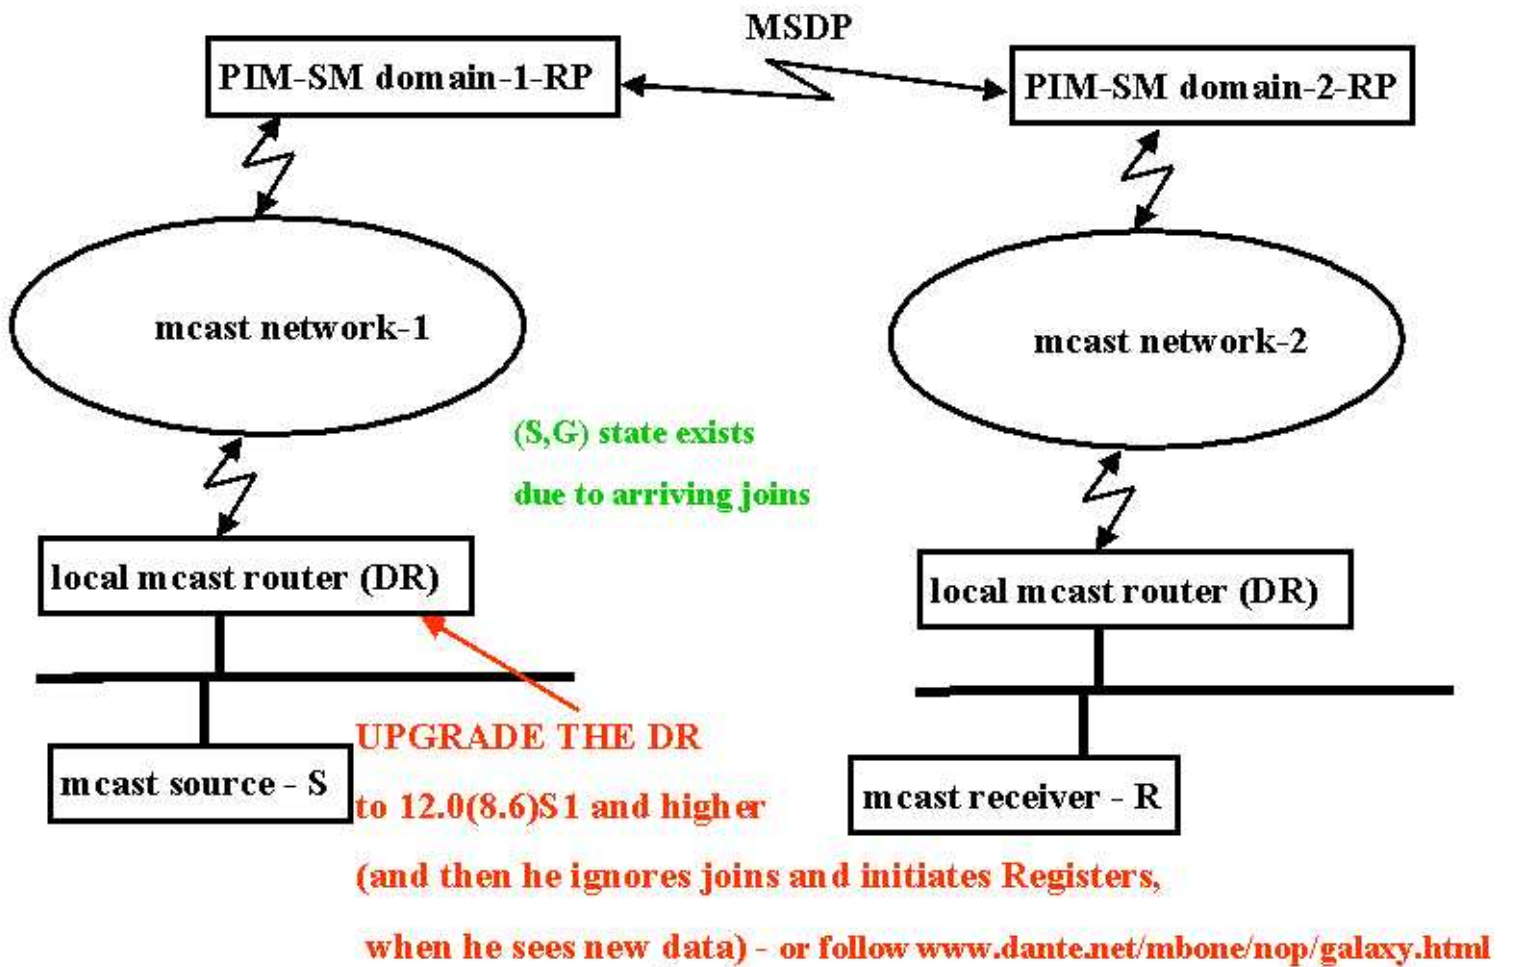 MSDP
PIM-SM domain-1-RP
PIM-SM domain-2-RP
mcast network-1
mcast network-2
(S,G) state exists
due to arriving joins
local mcast router (DR)
local mcast router (DR)
UPGRADE THE DR
mcast source - S
mcast receiver - R
to 12.0(8.6)S1 and higher
(and then he ignores joins and initiates Registers,
when he sees new data) - or follow www.dante.net/mbone/nop/galaxy.html